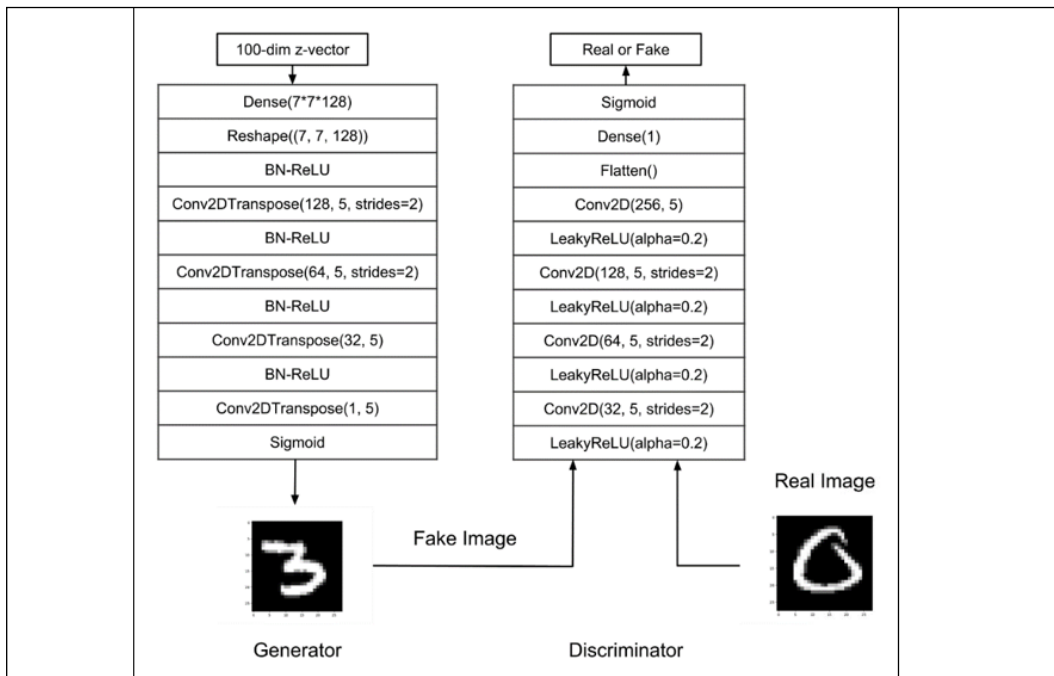 100-dim z-vector
Dense(7*7*128)
Reshape((7, 7, 128))
BN-ReLU
Conv2DTranspose(128, 5, strides=2)
BN-ReLU
Conv2DTranspose(64, 5, strides=2)
BN-ReLU
Conv2DTranspose(32, 5)
BN-ReLU
Conv2DTranspose(1, 5)
Sigmoid
Generator
Fake Image
Real or Fake
Sigmoid
Dense(1)
Flatten()
Conv2D(256, 5)
LeakyReLU(alpha=0.2)
Conv2D(128, 5, strides=2)
LeakyReLU(alpha=0.2)
Conv2D(64, 5, strides=2)
LeakyReLU(alpha=0.2)
Conv2D(32, 5, strides=2)
LeakyReLU(alpha=0.2)
Real Image
Discriminator